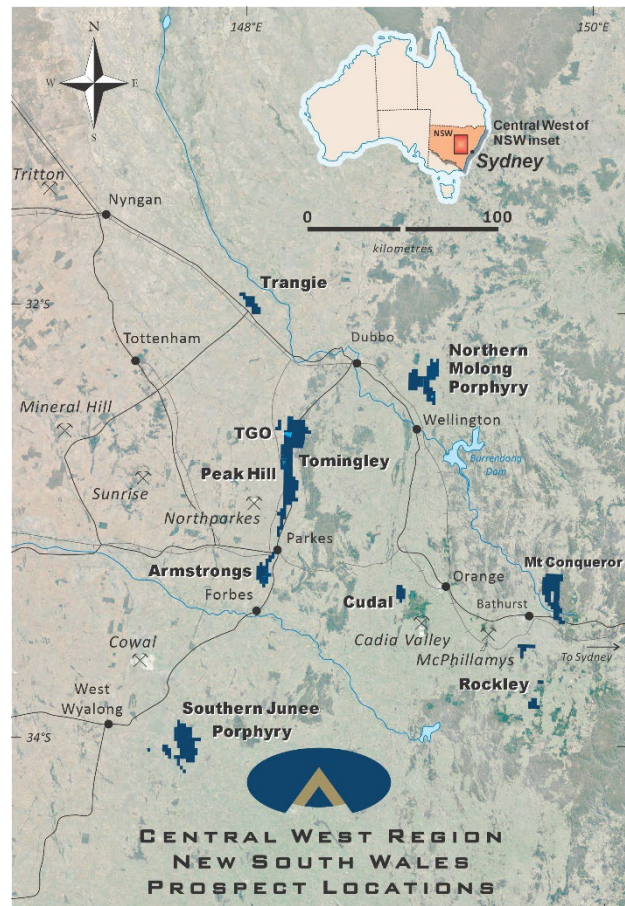 148°E
150°E
N
W
E
S
NSW
Central West of
NSW inset
Sydney
Tritton
Nyngan
0
100
kilometres
Trangie
32°S
Dubbo
Tottenham
Northern
Molong
Porphyry
Mineral Hill
Wellington
TGO
Tomingley
Burrendong
Dam
Peak Hill
Sunrise
Northparkes
Parkes
Armstrongs
Mt Conqueror
Orange
Forbes
Cudal
Bathurst
Cadia Valley
Cowal
McPhillamys
To Sydney
Rockley
West
Wyalong
Southern Junee
Porphyry
34°S
CENTRAL WEST REGION
NEW SOUTH WALES
PROSPECT LOCATIONS